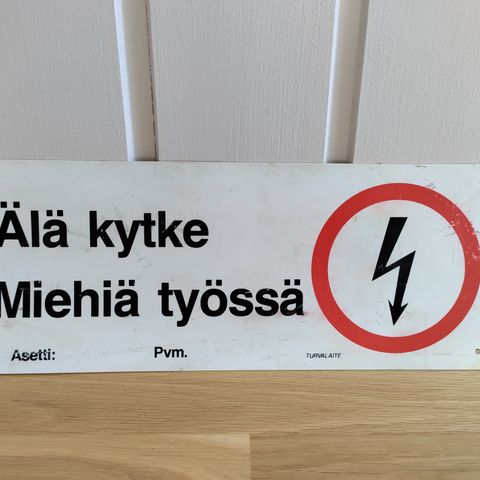 Älä kytke
Miehiä työssä
Asetti: Pvm. TURVALAITE